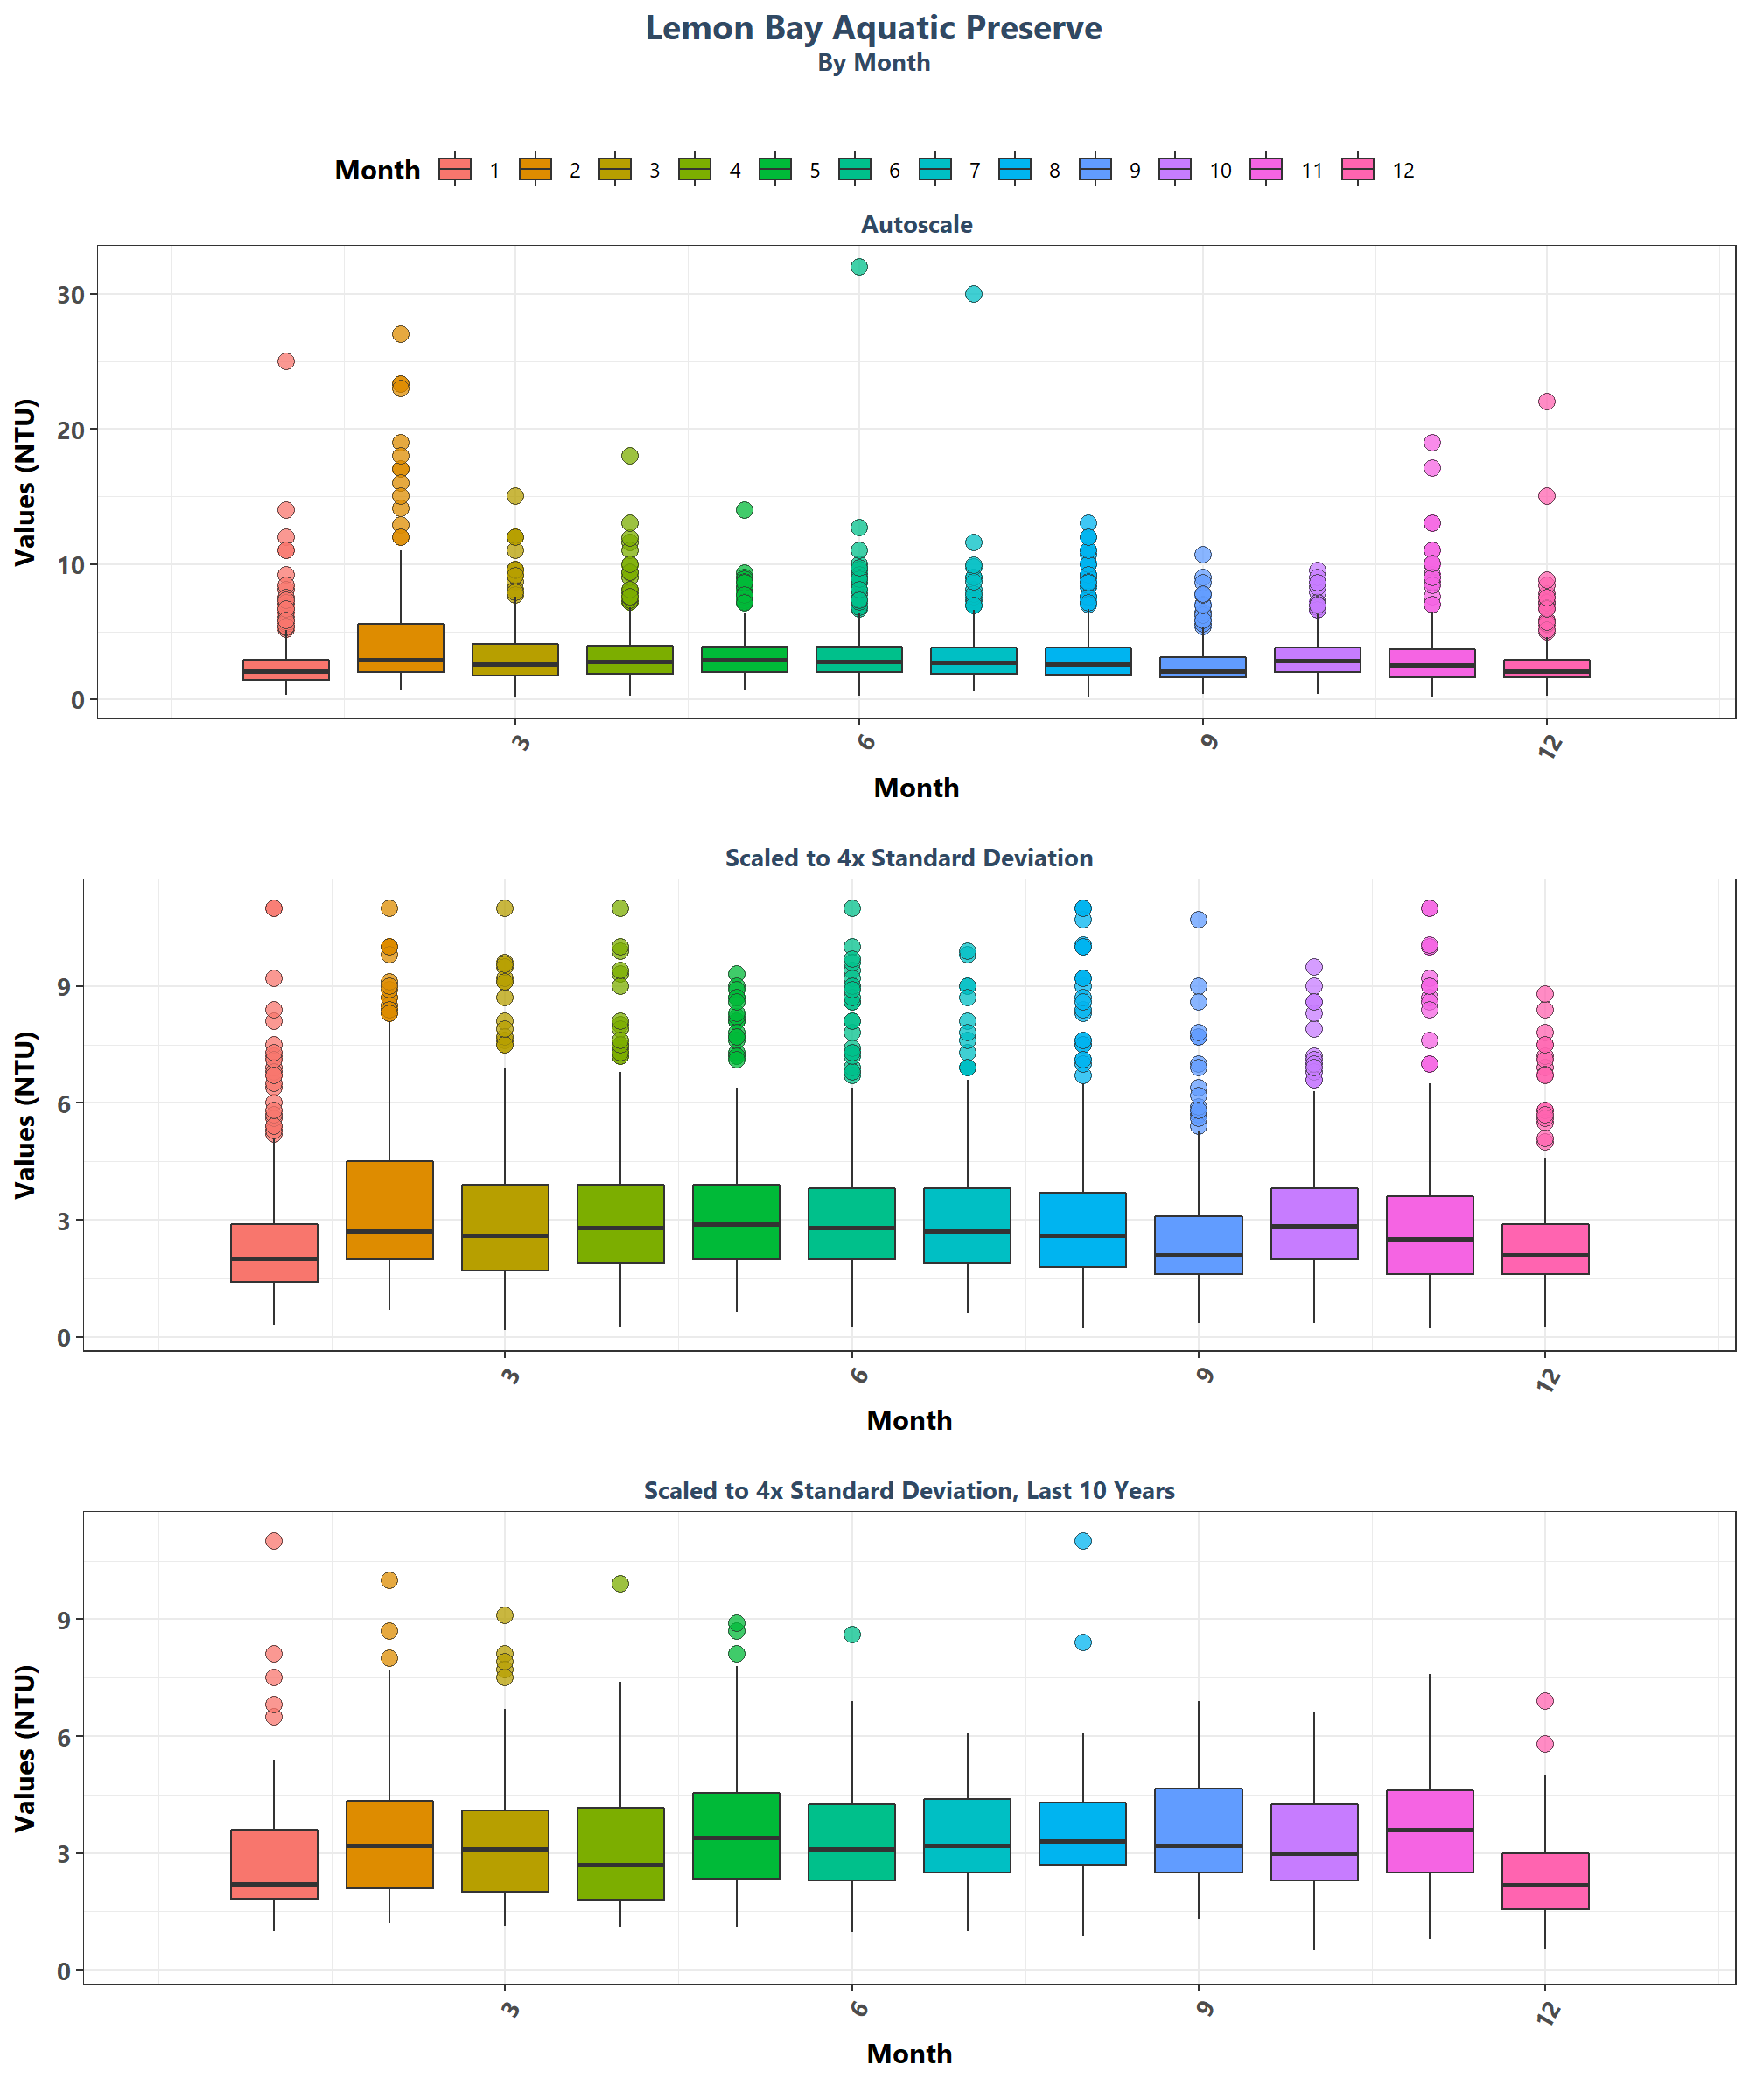 Lemon Bay Aquatic Preserve
By Month
Month 1 2 3 4 5 6 7 8 9 10 11 12
Autoscale
Values (NTU)
30
20
10
0
3 6 9 12
Month
Scaled to 4x Standard Deviation
Values (NTU)
9
6
3
0
3 6 9 12
Month
Scaled to 4x Standard Deviation, Last 10 Years
Values (NTU)
9
6
3
0
3 6 9 12
Month